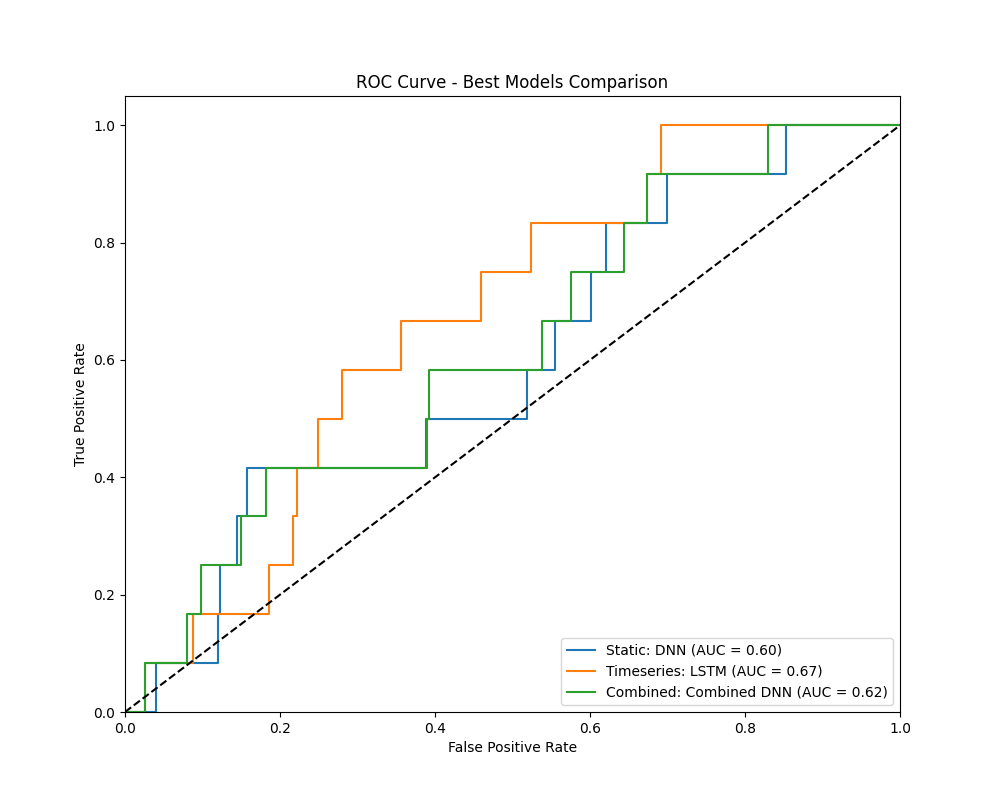 ROC Curve - Best Models Comparison
True Positive Rate
1.0
0.8
0.6
0.4
0.2
0.0
0.0 0.2 0.4 0.6 0.8 1.0
False Positive Rate
Static: DNN (AUC = 0.60)
Timeseries: LSTM (AUC = 0.67)
Combined: Combined DNN (AUC = 0.62)